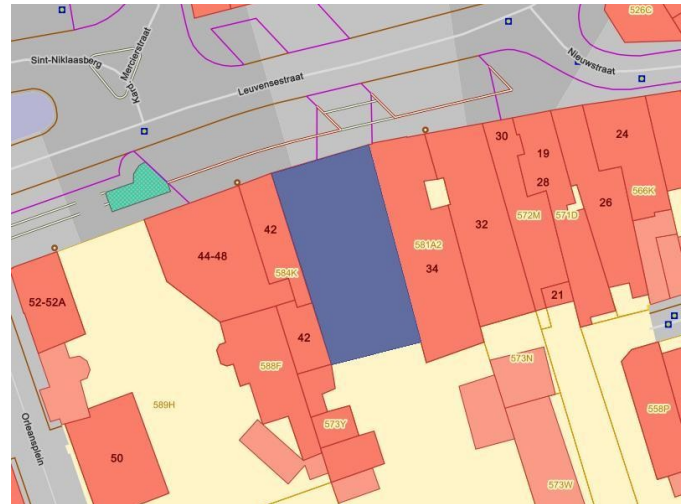 526C
Sint-Niklaasberg
Kard. Mercierstraat
Leuvensestraat
Nieuwstraat
30
19
24
28
566K
572M
571D
26
42
44-48
584K
581A2
32
34
52-52A
21
42
588F
573N
589H
573Y
558P
50
573W
Orleansplein